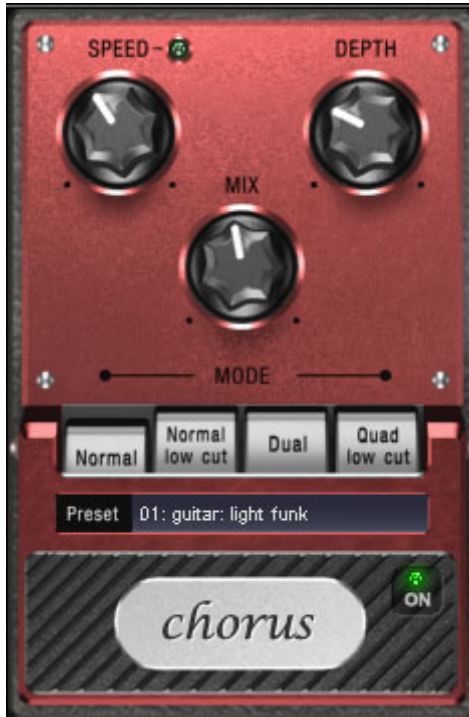 SPEED- DEPTH
MIX
MODE
Normal
Normal
low cut
Dual
Quad
low cut
Preset 01: guitar: light funk
ON
chorus